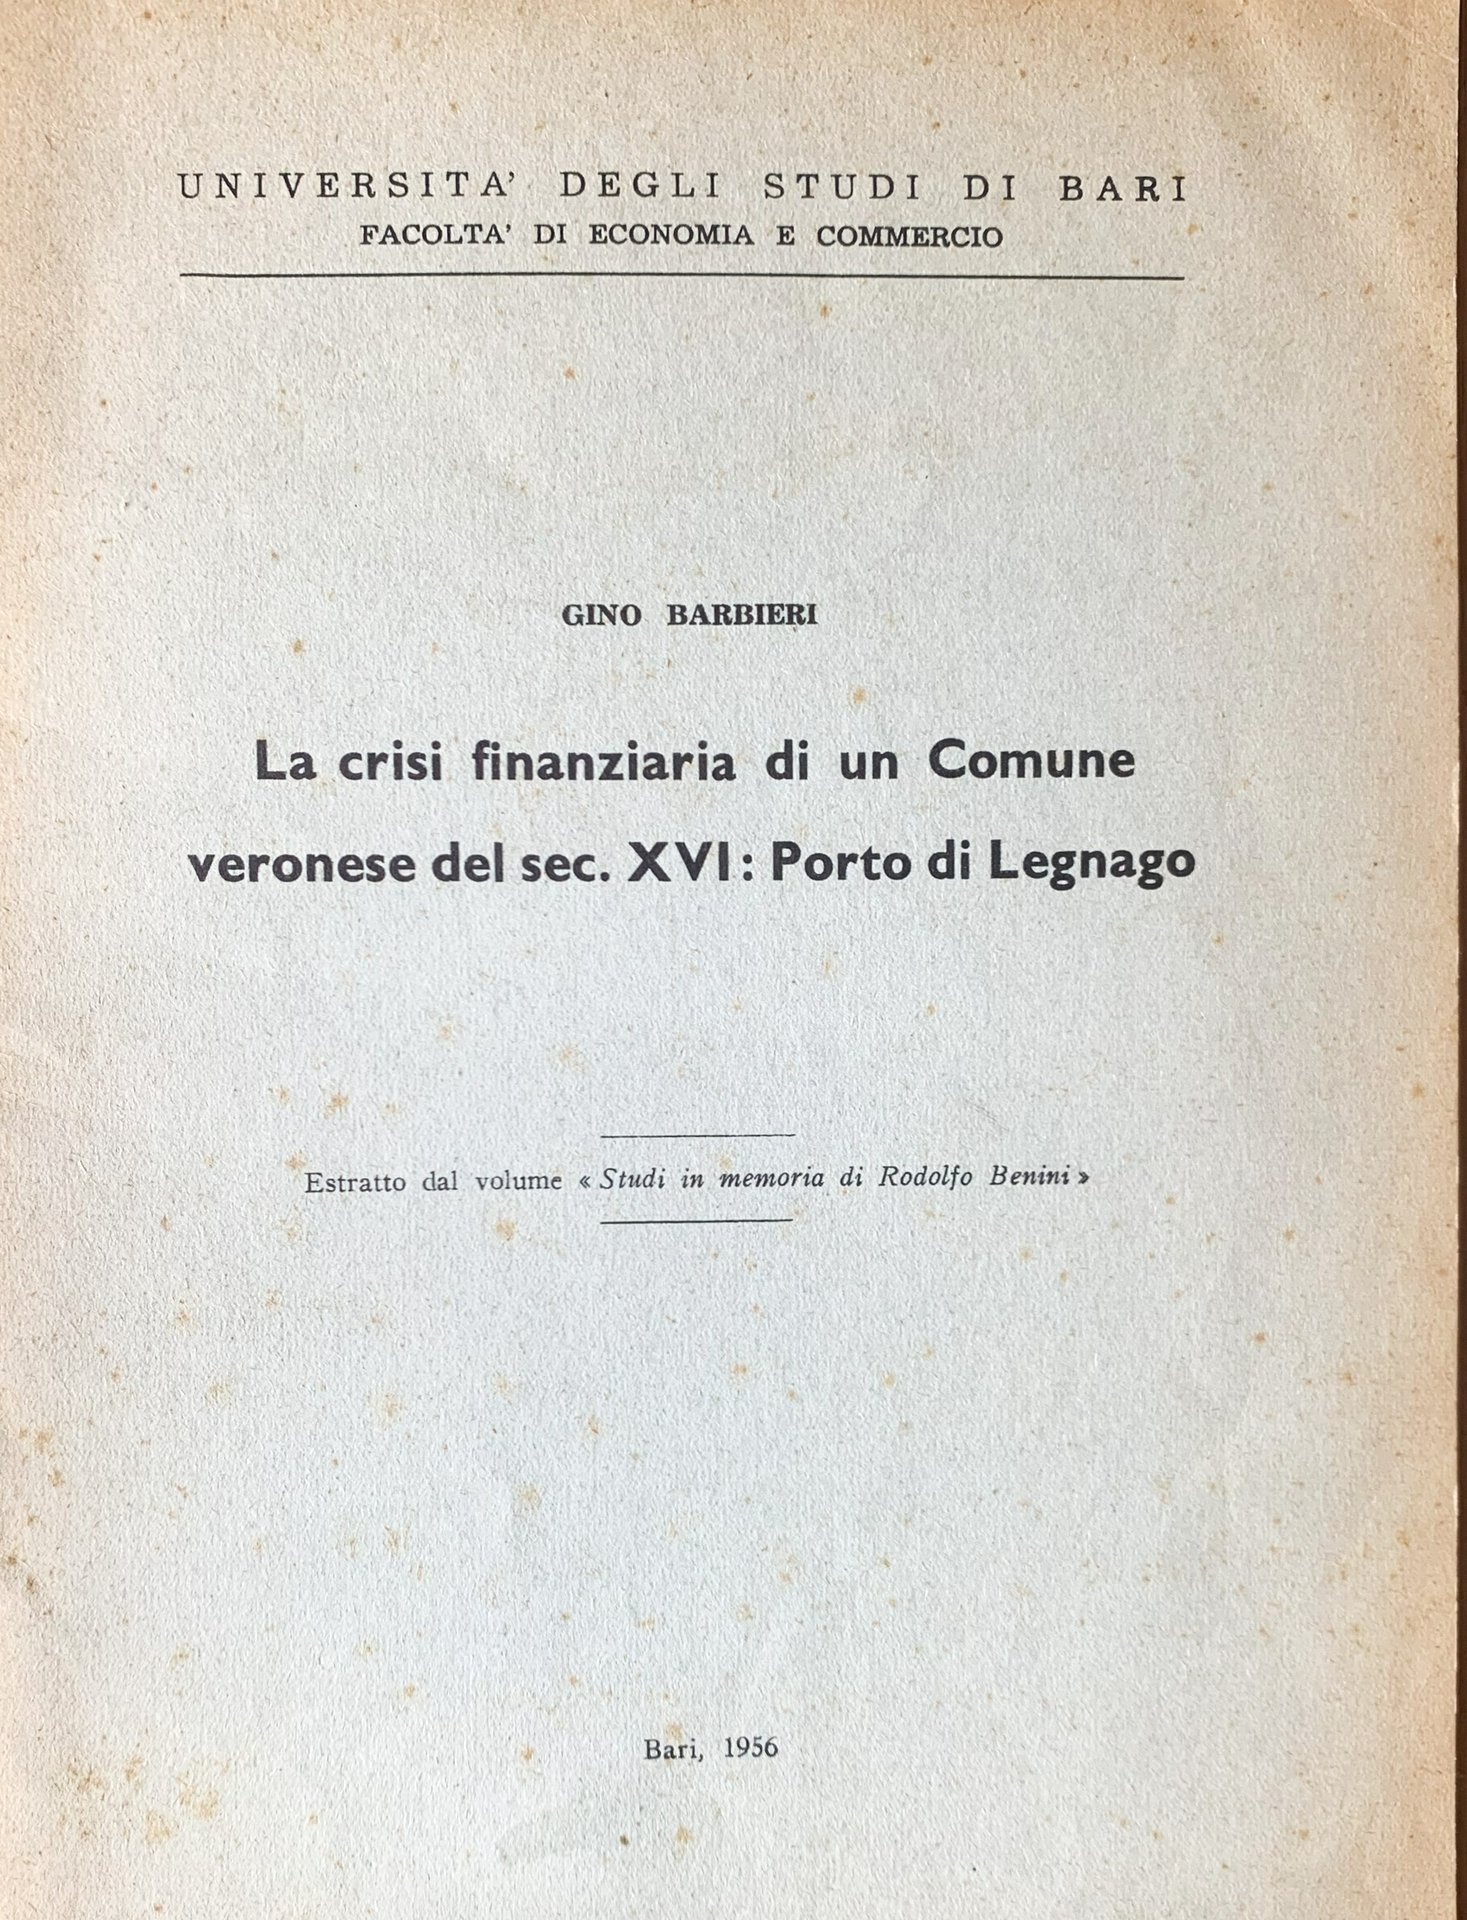 UNIVERSITA' DEGLI STUDI DI BARI
FACOLTA' DI ECONOMIA E COMMERCIO
GINO BARBIERI
La crisi finanziaria di un Comune
veronese del sec. XVI: Porto di Legnago
Estratto dal volume « Studi in memoria di Rodolfo Benini »
Bari, 1956